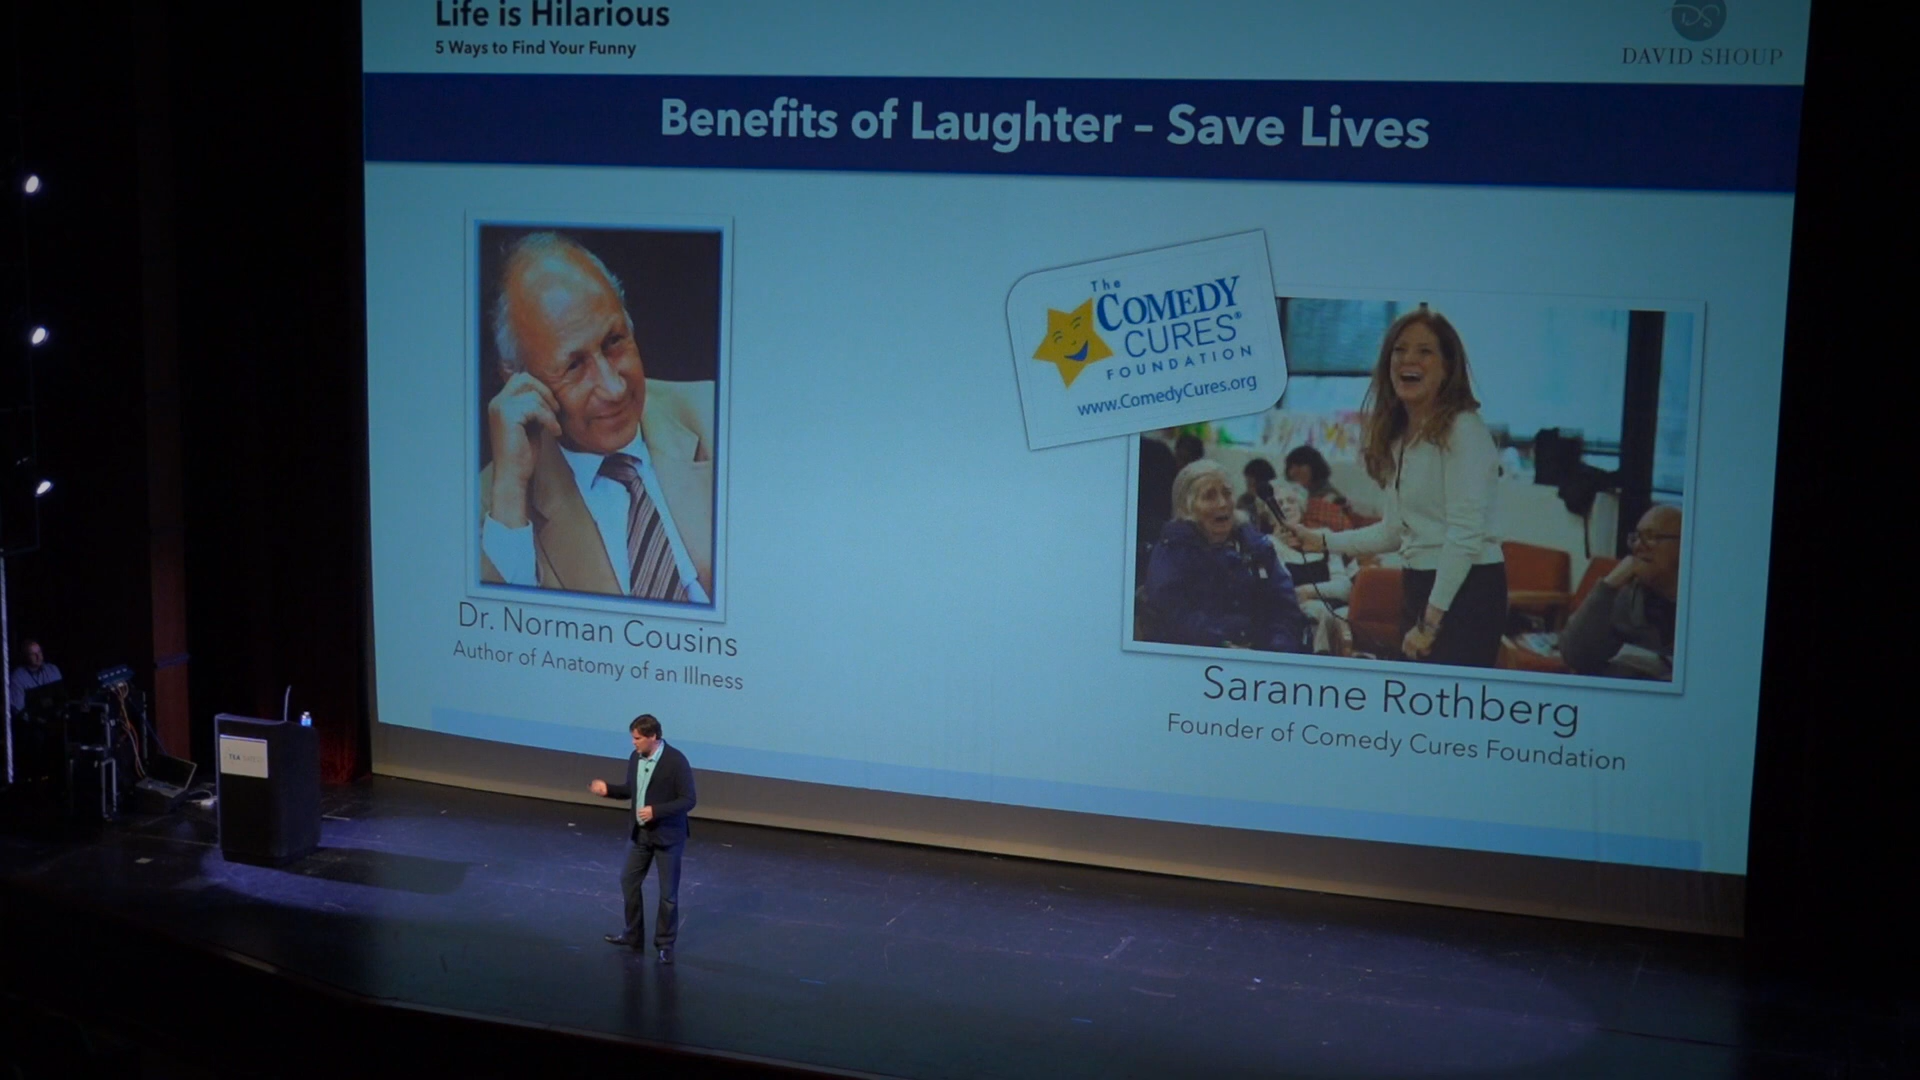 Life is Hilarious
5 Ways to Find Your Funny
DS
DAVID SHOUP
Benefits of Laughter – Save Lives
The
COMEDY
CURES®
FOUNDATION
www.ComedyCures.org
Dr. Norman Cousins
Author of Anatomy of an Illness
Saranne Rothberg
Founder of Comedy Cures Foundation